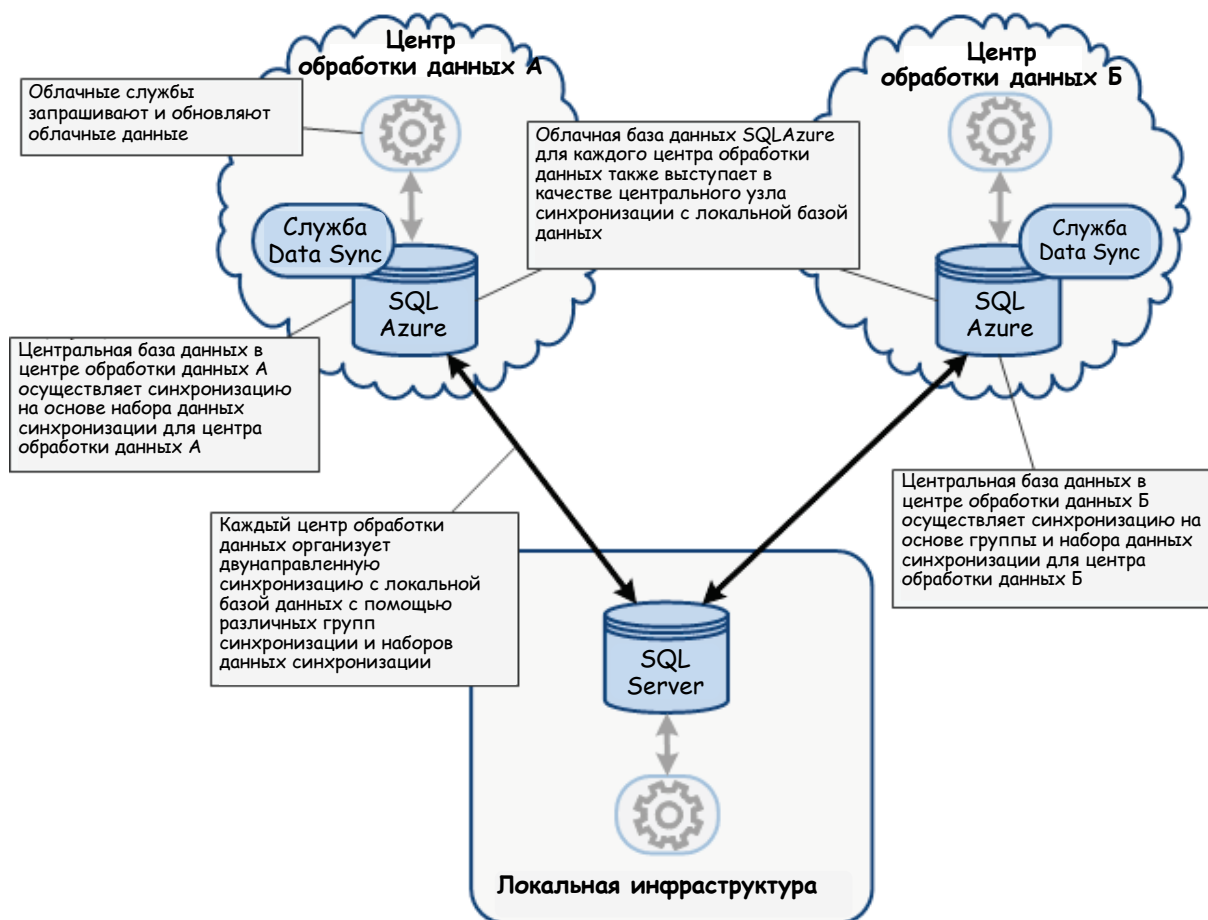 Центр
обработки данных А
Центр
обработки данных Б
Облачные службы
запрашивают и обновляют
облачные данные
Облачная база данных SQLAzure
для каждого центра обработки
данных также выступает в
качестве центрального узла
синхронизации с локальной базой
данных
Служба
Data Sync
SQL
Azure
Служба
Data Sync
SQL
Azure
Центральная база данных в
центре обработки данных А
осуществляет синхронизацию
на основе набора данных
синхронизации для центра
обработки данных А
Центральная база данных в
центре обработки данных Б
осуществляет синхронизацию на
основе группы и набора данных
синхронизации для центра
обработки данных Б
Каждый центр обработки
данных организует
двунаправленную
синхронизацию с локальной
базой данных с помощью
различных групп
синхронизации и наборов
данных синхронизации
SQL
Server
Локальная инфраструктура